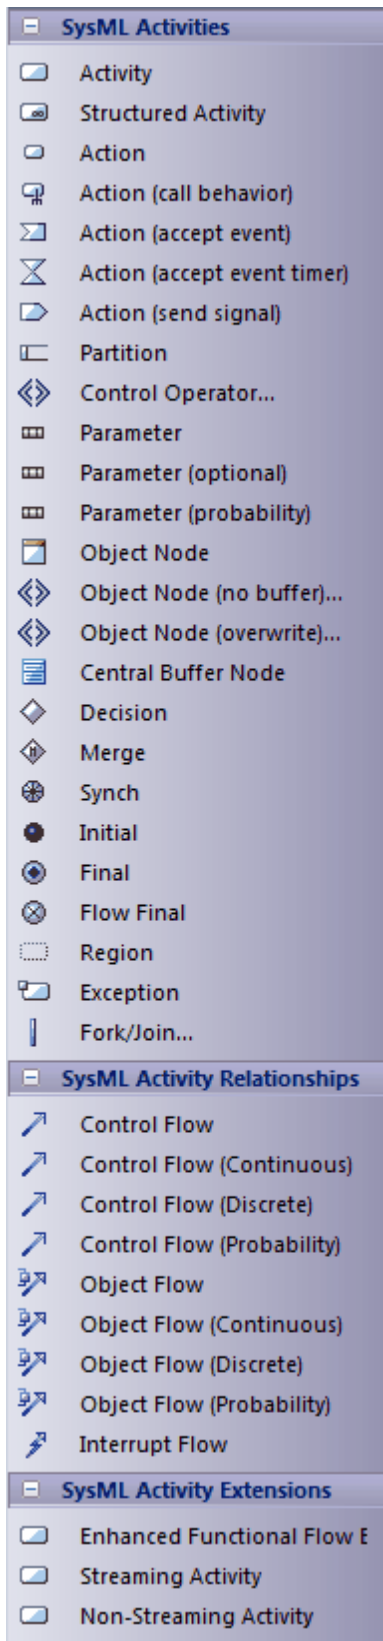 SysML Activities
Activity
Structured Activity
Action
Action (call behavior)
Action (accept event)
Action (accept event timer)
Action (send signal)
Partition
Control Operator...
Parameter
Parameter (optional)
Parameter (probability)
Object Node
Object Node (no buffer)...
Object Node (overwrite)...
Central Buffer Node
Decision
Merge
Synch
Initial
Final
Flow Final
Region
Exception
Fork/Join...
SysML Activity Relationships
Control Flow
Control Flow (Continuous)
Control Flow (Discrete)
Control Flow (Probability)
Object Flow
Object Flow (Continuous)
Object Flow (Discrete)
Object Flow (Probability)
Interrupt Flow
SysML Activity Extensions
Enhanced Functional Flow
Streaming Activity
Non-Streaming Activity